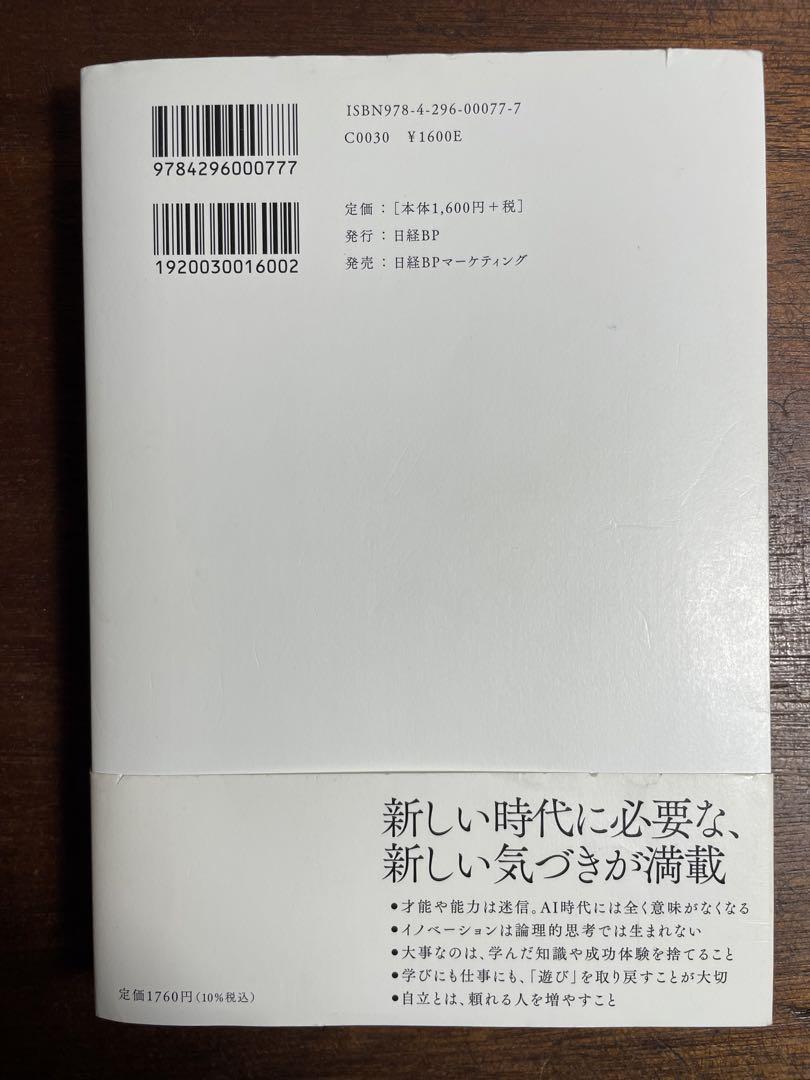 ISBN978-4-296-00077-7
C0030 ¥1600E
9784296000777
1920030016002
定価：［本体1,600円＋税］
発行：日経BP
発売：日経BPマーケティング
新しい時代に必要な、
新しい気づきが満載
●才能や能力は迷信。AI時代には全く意味がなくなる
●イノベーションは論理的思考では生まれない
●大事なのは、学んだ知識や成功体験を捨てること
●学びにも仕事にも、「遊び」を取り戻すことが大切
●自立とは、頼れる人を増やすこと
定価1760円（10%税込）